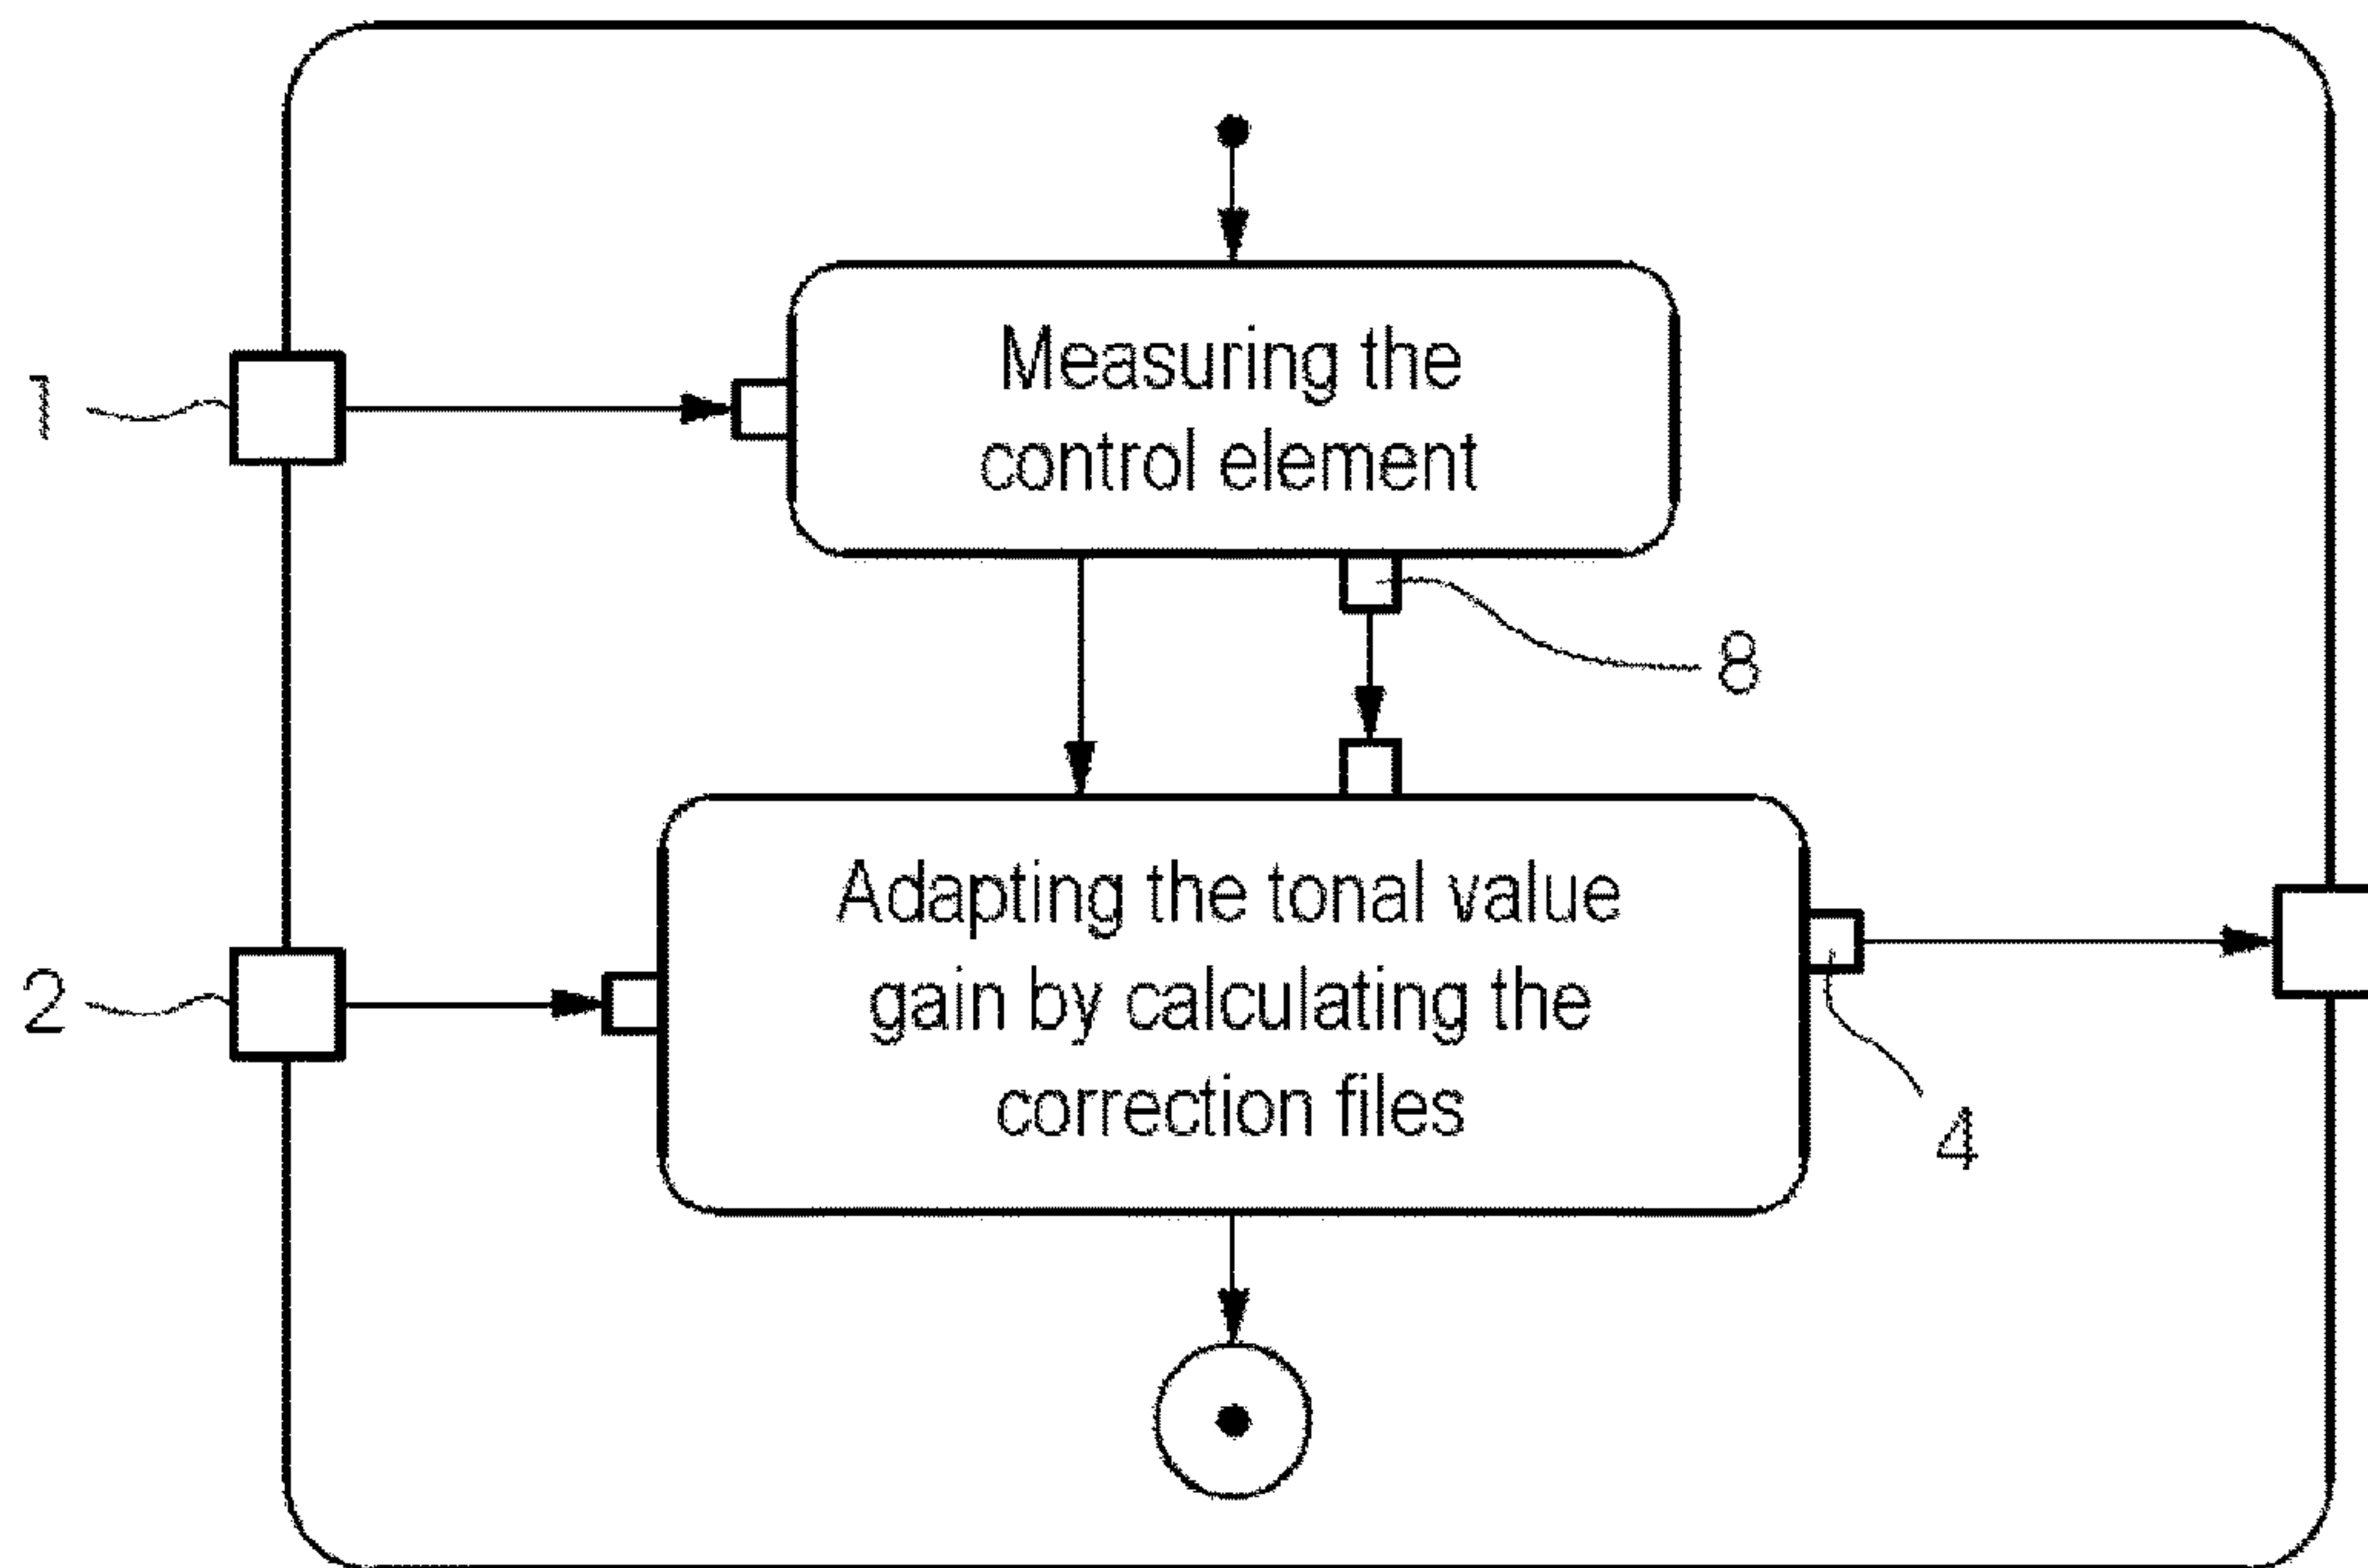 1
Measuring the
control element
8
Adapting the tonal value
gain by calculating the
correction files
2
4